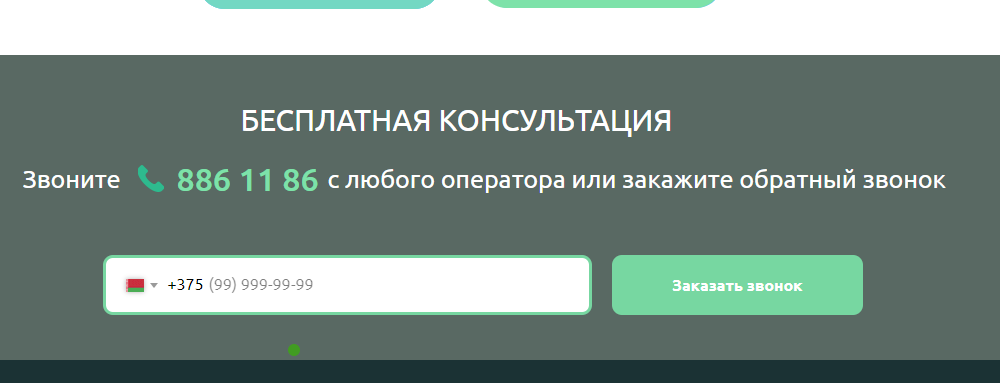 БЕСПЛАТНАЯ КОНСУЛЬТАЦИЯ
Звоните 886 11 86 с любого оператора или закажите обратный звонок
+375 (99) 999-99-99
Заказать звонок